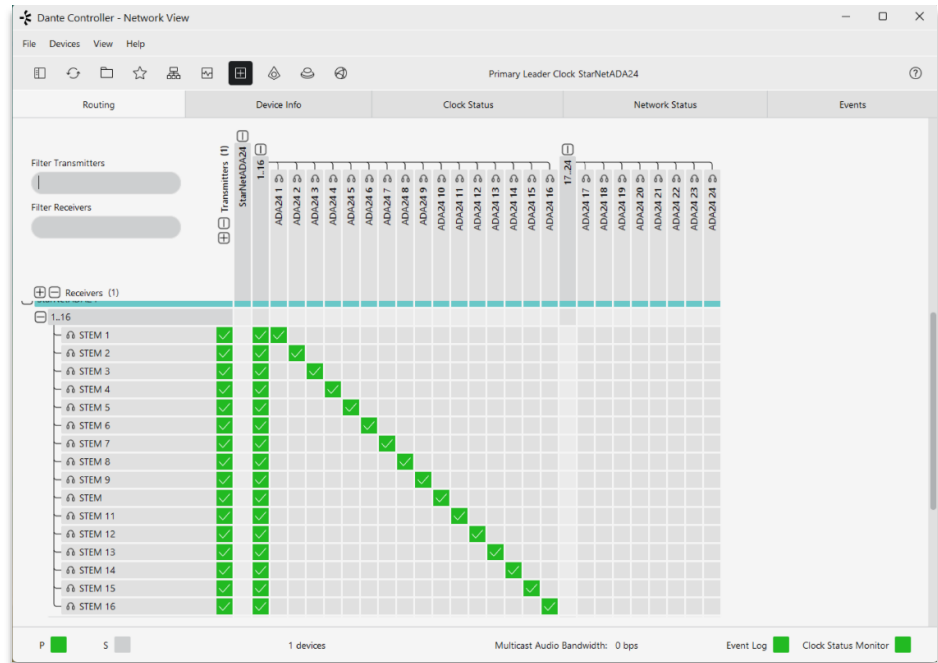 Dante Controller - Network View
File Devices View Help
Primary Leader Clock StarNetADA24
Routing Device Info Clock Status Network Status Events
Filter Transmitters
Filter Receivers
Transmitters (1)
StarNetADA24
1..16
ADA24 1
ADA24 2
ADA24 3
ADA24 4
ADA24 5
ADA24 6
ADA24 7
ADA24 8
ADA24 9
ADA24 10
ADA24 11
ADA24 12
ADA24 13
ADA24 14
ADA24 15
ADA24 16
17..24
ADA24 17
ADA24 18
ADA24 19
ADA24 20
ADA24 21
ADA24 22
ADA24 23
ADA24 24
Receivers (1)
1..16
STEM 1
STEM 2
STEM 3
STEM 4
STEM 5
STEM 6
STEM 7
STEM 8
STEM 9
STEM
STEM 11
STEM 12
STEM 13
STEM 14
STEM 15
STEM 16
P S 1 devices Multicast Audio Bandwidth: 0 bps Event Log Clock Status Monitor